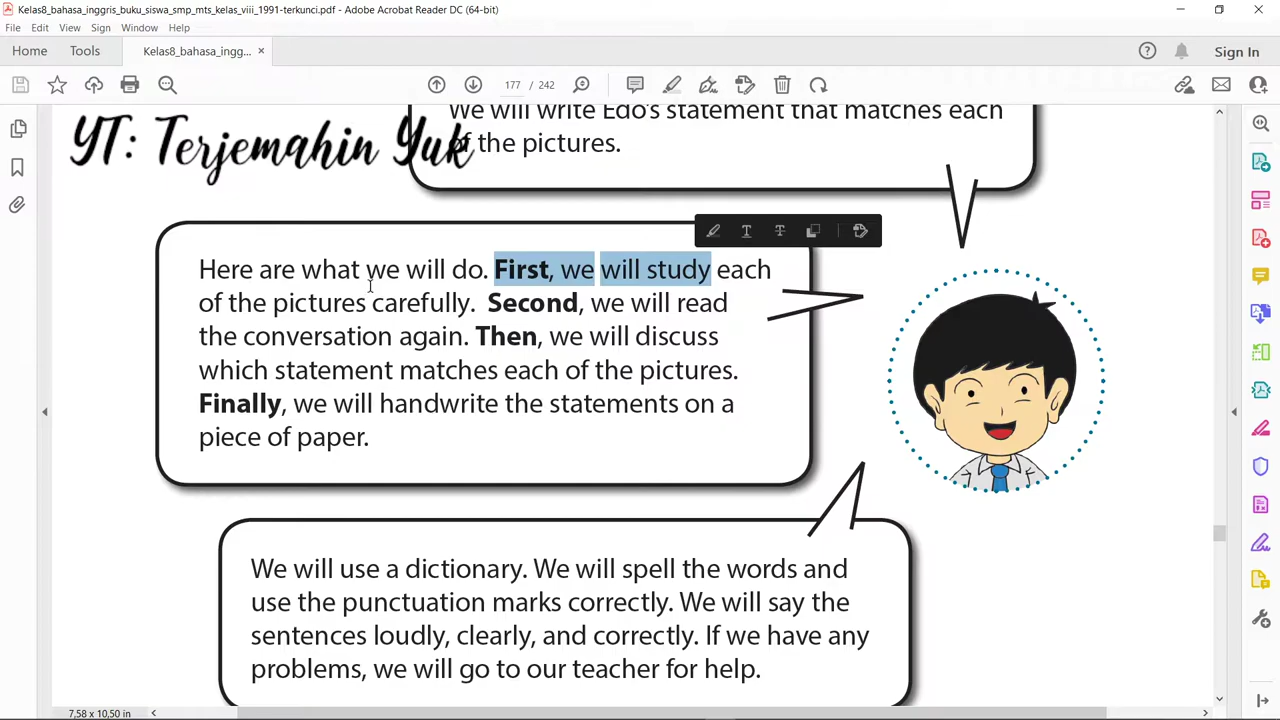 Kelas8_bahasa_inggris_buku_siswa_smp_mts_kelas_viii_1991-terkunci.pdf - Adobe Acrobat Reader DC (64-bit)
File Edit View Sign Window Help
Home Tools Kelas8_bahasa_ingg... × Sign In
177 / 242
We will write Edo's statement that matches each
of the pictures.
YT: Terjemahin Yuk
Here are what we will do. First, we will study each
of the pictures carefully. Second, we will read
the conversation again. Then, we will discuss
which statement matches each of the pictures.
Finally, we will handwrite the statements on a
piece of paper.
We will use a dictionary. We will spell the words and
use the punctuation marks correctly. We will say the
sentences loudly, clearly, and correctly. If we have any
problems, we will go to our teacher for help.
7,58 x 10,50 in